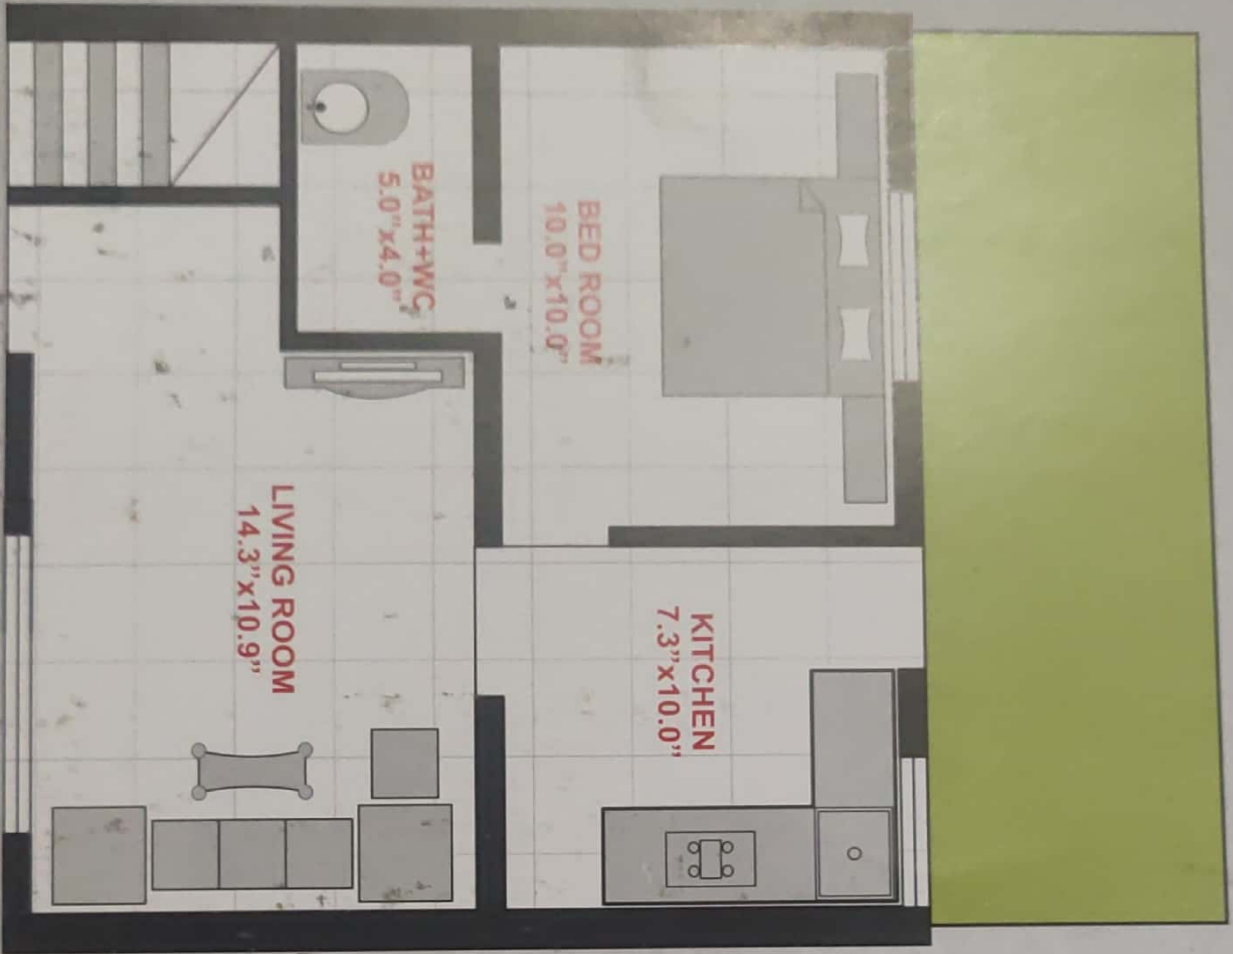 BATH+WC
5.0"x4.0"
BED ROOM
10.0"x10.0"
LIVING ROOM
14.3"x10.9"
KITCHEN
7.3"x10.0"